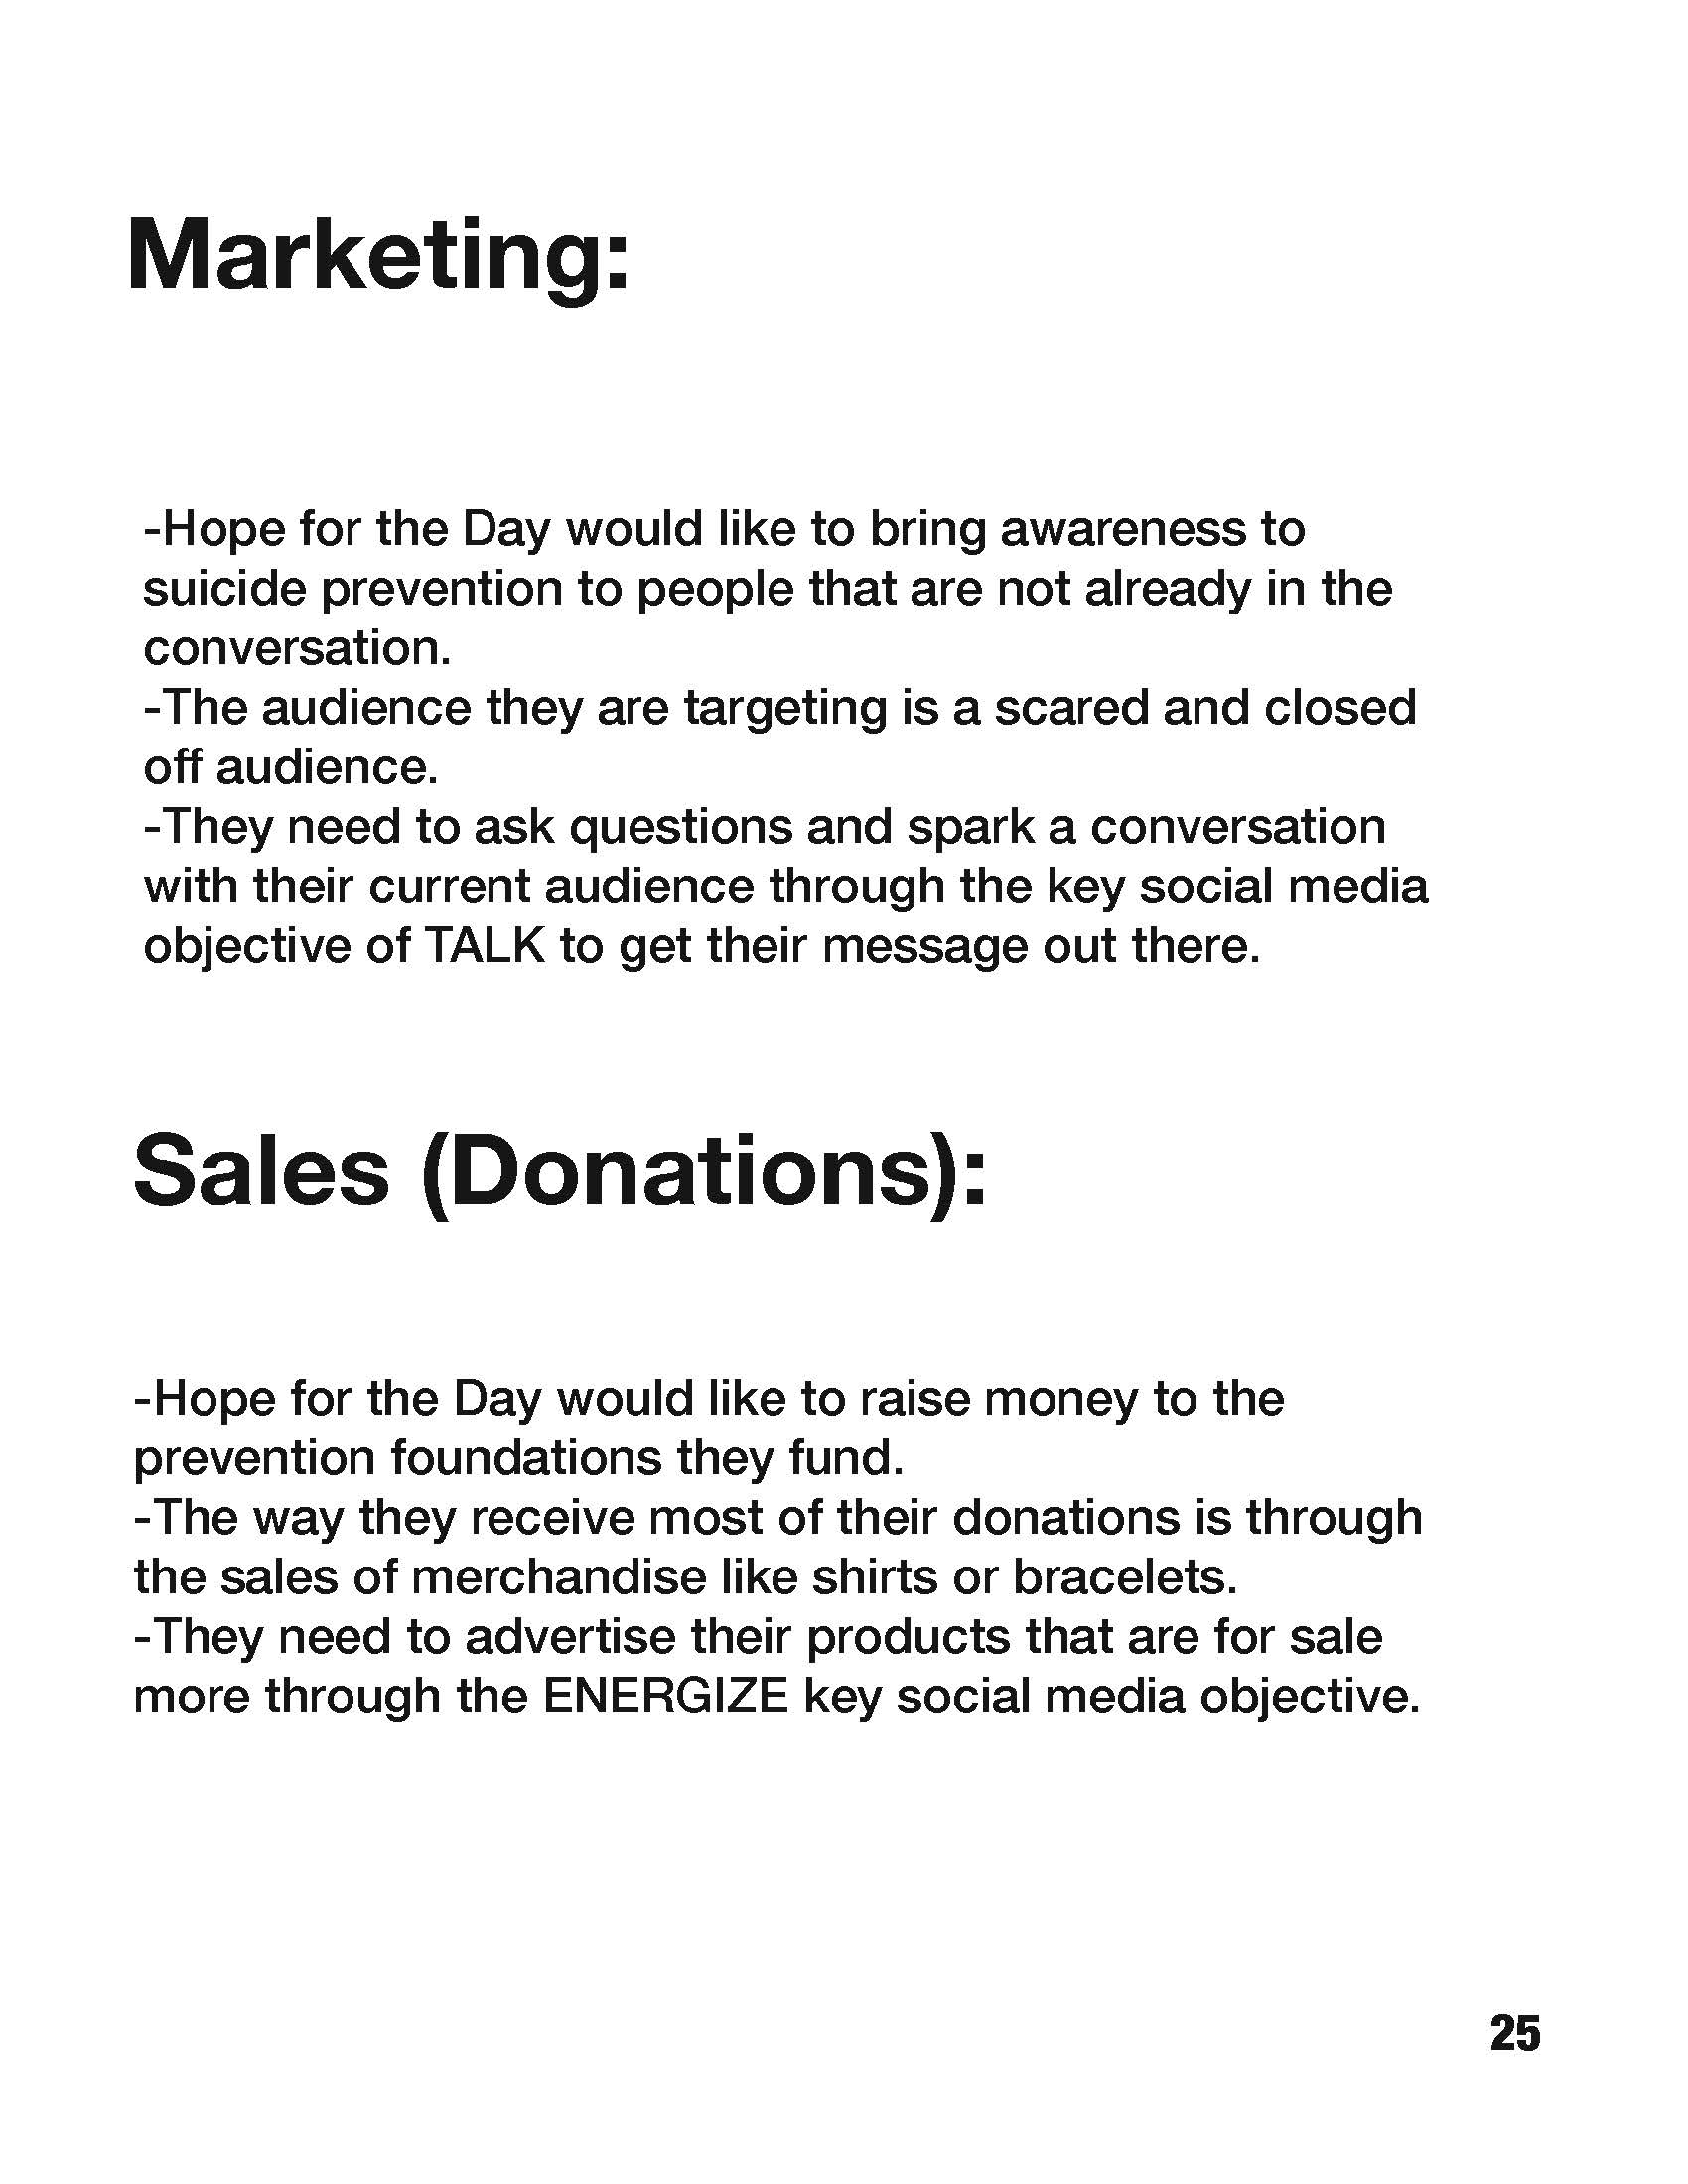 Marketing:
-Hope for the Day would like to bring awareness to
suicide prevention to people that are not already in the
conversation.
-The audience they are targeting is a scared and closed
off audience.
-They need to ask questions and spark a conversation
with their current audience through the key social media
objective of TALK to get their message out there.
Sales (Donations):
-Hope for the Day would like to raise money to the
prevention foundations they fund.
-The way they receive most of their donations is through
the sales of merchandise like shirts or bracelets.
-They need to advertise their products that are for sale
more through the ENERGIZE key social media objective.
25